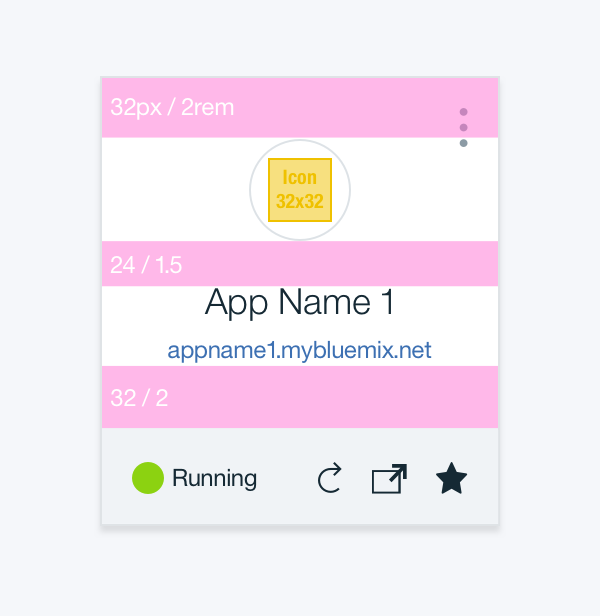 32px / 2rem
Icon
32x32
24 / 1.5
App Name 1
appname1.mybluemix.net
32 / 2
Running